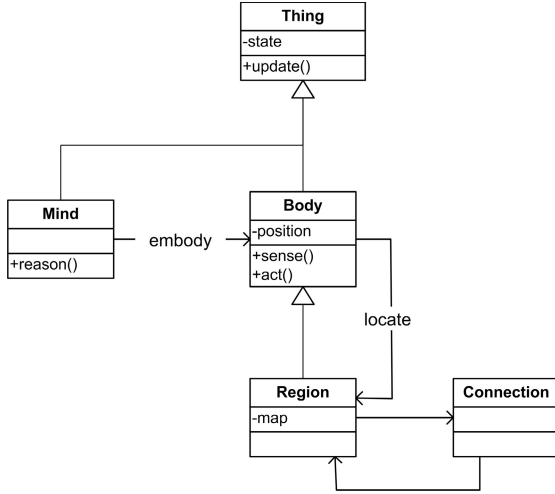 Thing
-state
+update()
Mind
+reason()
embody
Body
-position
+sense()
+act()
locate
Region
-map
Connection